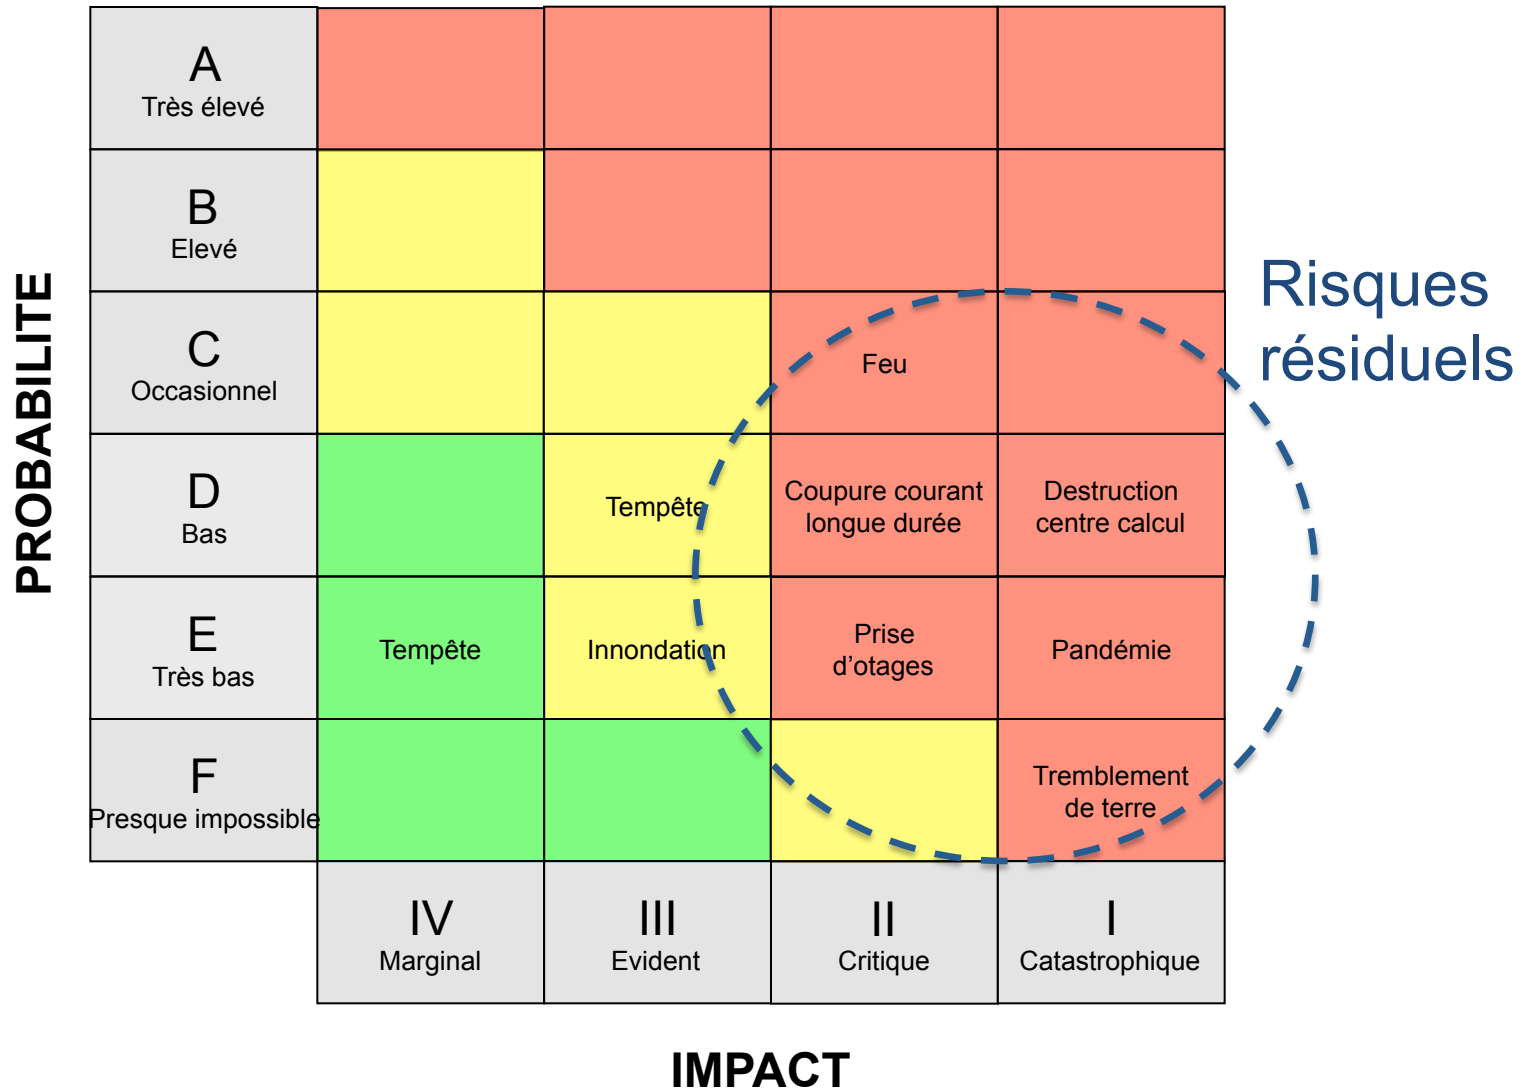 A
Très élevé
B
Elevé
Risques
résiduels
PROBABILITE
C
Occasionnel
Feu
D
Bas
Tempête
Coupure courant
longue durée
Destruction
centre calcul
E
Très bas
Tempête
Innondation
Prise
d’otages
Pandémie
F
Presque impossible
Tremblement
de terre
IV
Marginal
III
Evident
II
Critique
I
Catastrophique
IMPACT